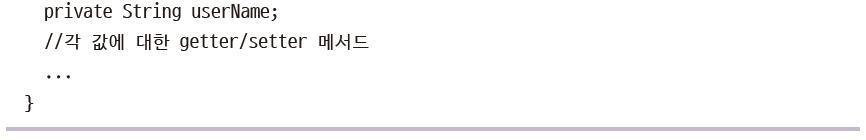 private String userName;
//각 값에 대한 getter/setter 메서드
...
}